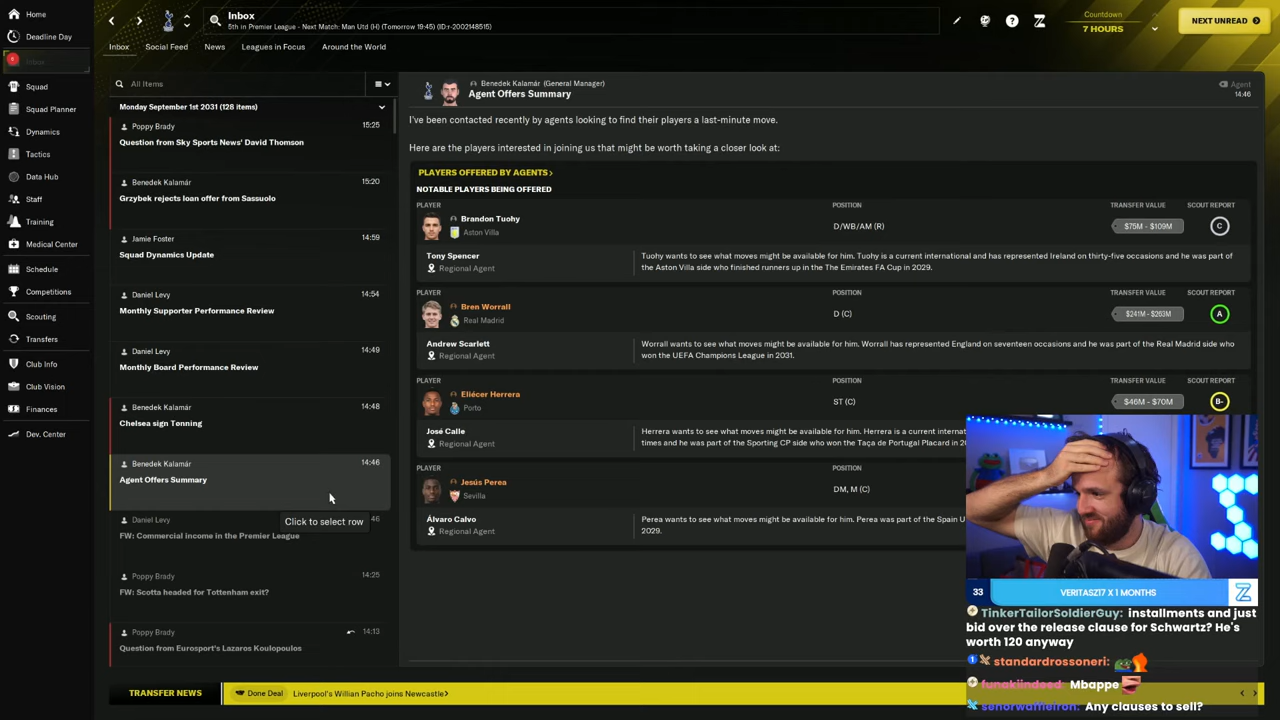 Home
Deadline Day
Inbox
Squad
Squad Planner
Dynamics
Tactics
Data Hub
Staff
Training
Medical Center
Schedule
Competitions
Scouting
Transfers
Club Info
Club Vision
Finances
Dev. Center
Inbox
5th in Premier League - Next Match: Man Utd (H) (Tomorrow 19:45) (ID:r-2002148515)
Countdown
7 HOURS
NEXT UNREAD
Inbox Social Feed News Leagues in Focus Around the World
All Items
Monday September 1st 2031 (128 items)
Poppy Brady 15:25
Question from Sky Sports News' David Thomson
Benedek Kalamár 15:20
Grzybek rejects loan offer from Sassuolo
Jamie Foster 14:59
Squad Dynamics Update
Daniel Levy 14:54
Monthly Supporter Performance Review
Daniel Levy 14:49
Monthly Board Performance Review
Benedek Kalamár 14:48
Chelsea sign Tønning
Benedek Kalamár 14:46
Agent Offers Summary
Click to select row
Daniel Levy 46
FW: Commercial income in the Premier League
Poppy Brady 14:25
FW: Scotta headed for Tottenham exit?
Poppy Brady 14:13
Question from Eurosport's Lazaros Koulopoulos
Benedek Kalamár (General Manager)
Agent Offers Summary
Agent
14:46
I've been contacted recently by agents looking to find their players a last-minute move.
Here are the players interested in joining us that might be worth taking a closer look at:
PLAYERS OFFERED BY AGENTS
NOTABLE PLAYERS BEING OFFERED
PLAYER POSITION TRANSFER VALUE SCOUT REPORT
Brandon Tuohy
Aston Villa
D/WB/AM (R) $75M - $109M C
Tony Spencer
Regional Agent
Tuohy wants to see what moves might be available for him. Tuohy is a current international and has represented Ireland on thirty-five occasions and he was part of
the Aston Villa side who finished runners up in the The Emirates FA Cup in 2029.
PLAYER POSITION TRANSFER VALUE SCOUT REPORT
Bren Worrall
Real Madrid
D (C) $241M - $263M A
Andrew Scarlett
Regional Agent
Worrall wants to see what moves might be available for him. Worrall has represented England on seventeen occasions and he was part of the Real Madrid side who
won the UEFA Champions League in 2031.
PLAYER POSITION TRANSFER VALUE SCOUT REPORT
Eliécer Herrera
Porto
ST (C) $46M - $70M B-
José Calle
Regional Agent
Herrera wants to see what moves might be available for him. Herrera is a current internat
times and he was part of the Sporting CP side who won the Taça de Portugal Placard in 20
PLAYER POSITION
Jesús Perea
Sevilla
DM, M (C)
Álvaro Calvo
Regional Agent
Perea wants to see what moves might be available for him. Perea was part of the Spain U
2029.
33 VERITASZ17 X 1 MONTHS
TinkerTailorSoldierGuy: installments and just
bid over the release clause for Schwartz? He's
worth 120 anyway
standardrossoneri:
funakiindeed: Mbappe
senorwaffleiron: Any clauses to sell?
TRANSFER NEWS Done Deal Liverpool's Willian Pacho joins Newcastle